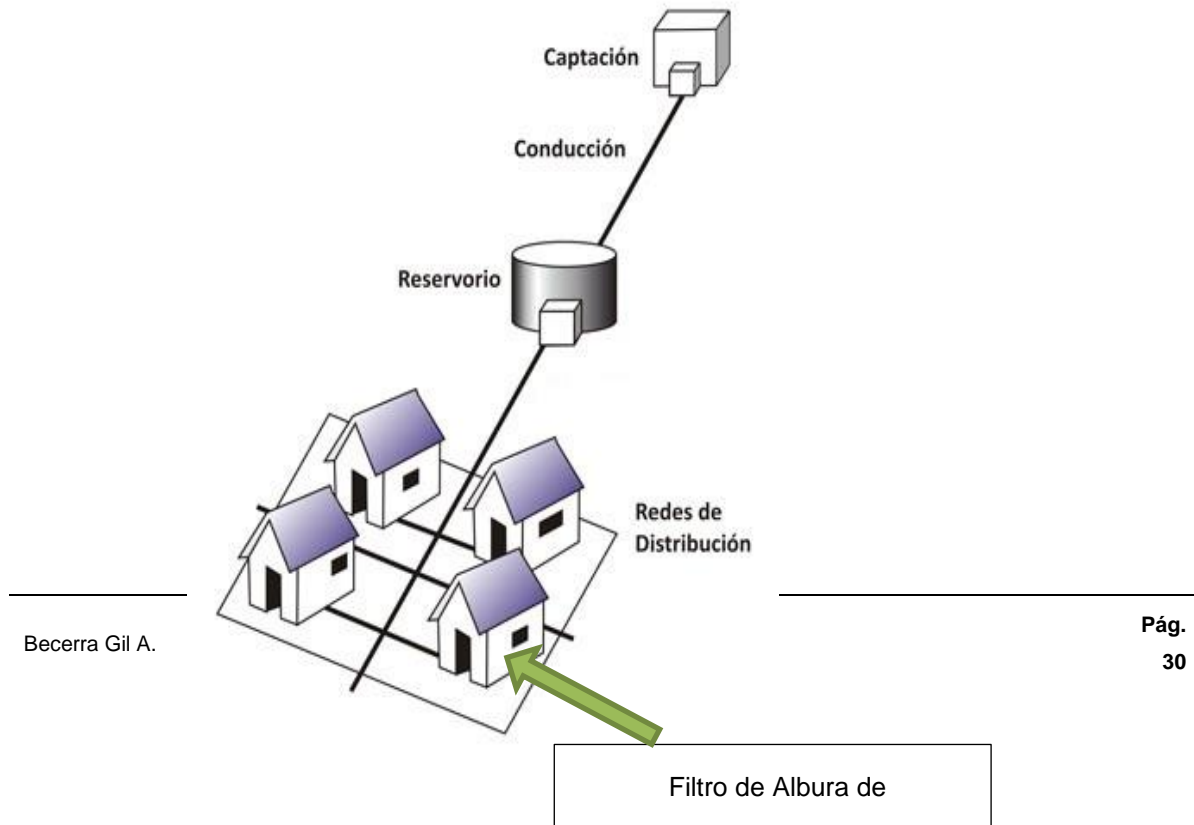 Captación
Conducción
Reservorio
Redes de
Distribución
Becerra Gil A.
Pág.
30
Filtro de Albura de